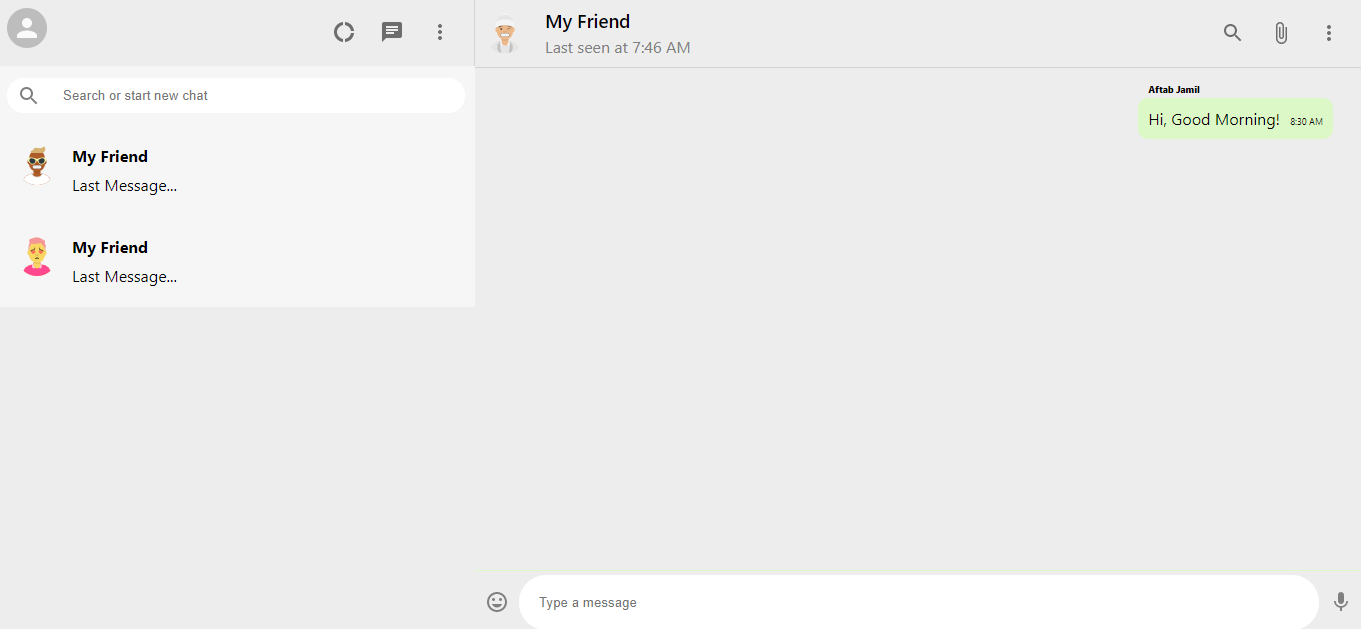 Search or start new chat
My Friend
Last Message...
My Friend
Last Message...
My Friend
Last seen at 7:46 AM
Aftab Jamil
Hi, Good Morning! 8:30 AM
Type a message